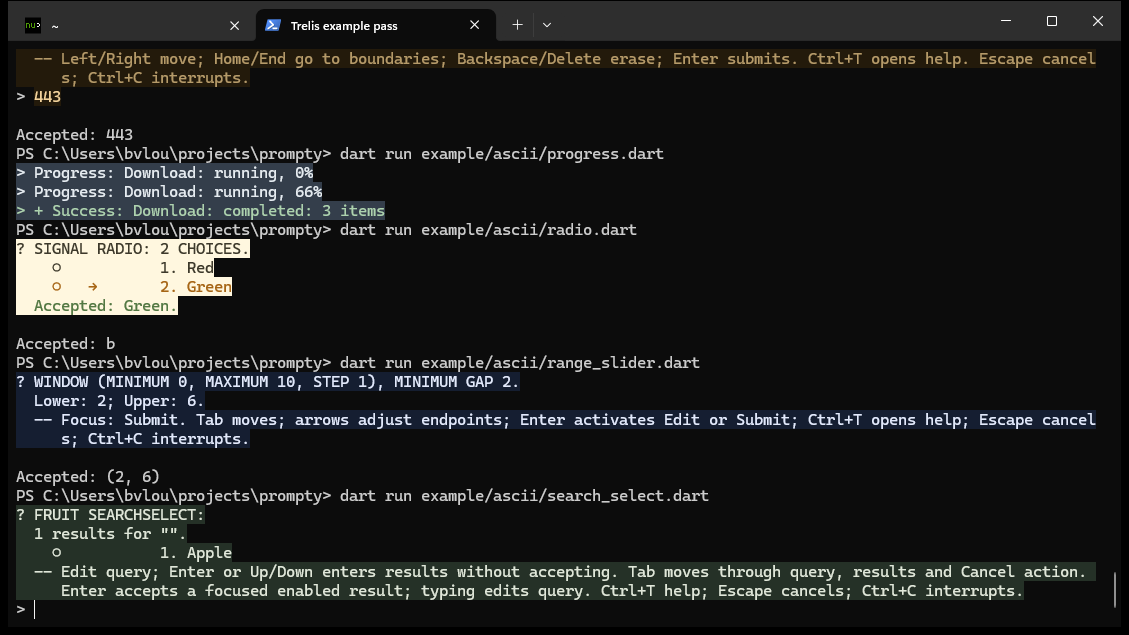 nu> ~
Trelis example pass
-- Left/Right move; Home/End go to boundaries; Backspace/Delete erase; Enter submits. Ctrl+T opens help. Escape cancel
s; Ctrl+C interrupts.
> 443
Accepted: 443
PS C:\Users\bvlou\projects\prompty> dart run example/ascii/progress.dart
> Progress: Download: running, 0%
> Progress: Download: running, 66%
> + Success: Download: completed: 3 items
PS C:\Users\bvlou\projects\prompty> dart run example/ascii/radio.dart
? SIGNAL RADIO: 2 CHOICES.
○ 1. Red
○ → 2. Green
Accepted: Green.
Accepted: b
PS C:\Users\bvlou\projects\prompty> dart run example/ascii/range_slider.dart
? WINDOW (MINIMUM 0, MAXIMUM 10, STEP 1), MINIMUM GAP 2.
Lower: 2; Upper: 6.
-- Focus: Submit. Tab moves; arrows adjust endpoints; Enter activates Edit or Submit; Ctrl+T opens help; Escape cancel
s; Ctrl+C interrupts.
Accepted: (2, 6)
PS C:\Users\bvlou\projects\prompty> dart run example/ascii/search_select.dart
? FRUIT SEARCHSELECT:
1 results for "".
○ 1. Apple
-- Edit query; Enter or Up/Down enters results without accepting. Tab moves through query, results and Cancel action.
Enter accepts a focused enabled result; typing edits query. Ctrl+T help; Escape cancels; Ctrl+C interrupts.
>